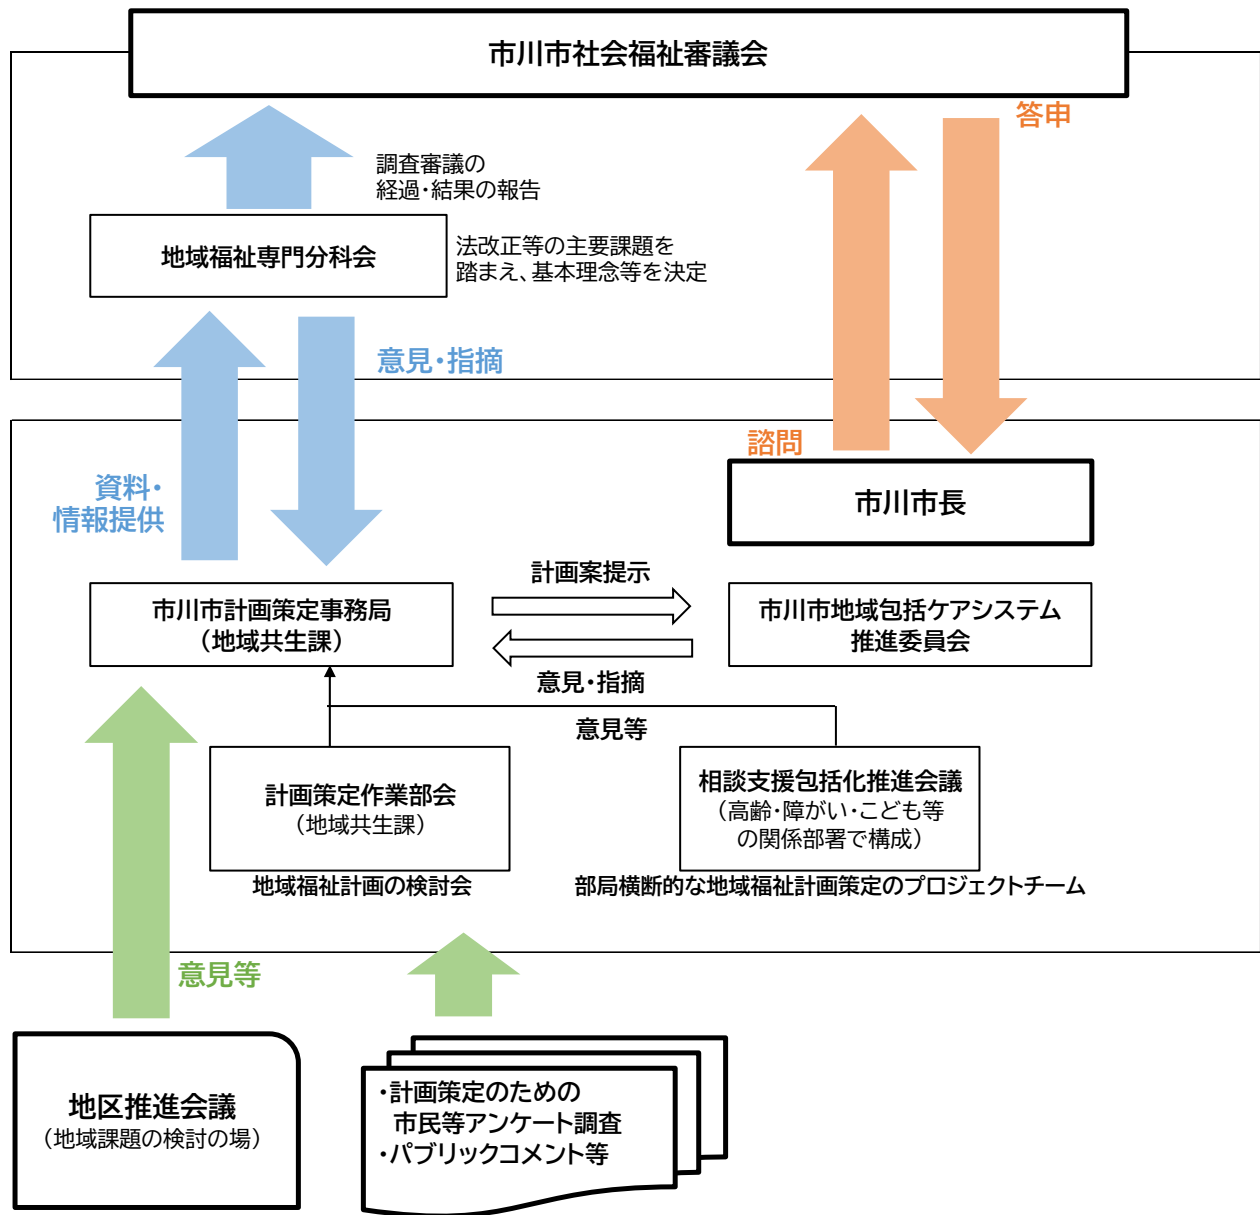 市川市社会福祉審議会
答申
調査審議の
経過・結果の報告
地域福祉専門分科会
法改正等の主要課題を
踏まえ、基本理念等を決定
意見・指摘
諮問
資料・
情報提供
市川市長
計画案提示
市川市計画策定事務局
（地域共生課）
市川市地域包括ケアシステム
推進委員会
意見・指摘
意見等
計画策定作業部会
（地域共生課）
相談支援包括化推進会議
（高齢・障がい・こども等
の関係部署で構成）
地域福祉計画の検討会
部局横断的な地域福祉計画策定のプロジェクトチーム
意見等
地区推進会議
（地域課題の検討の場）
・計画策定のための
市民等アンケート調査
・パブリックコメント等